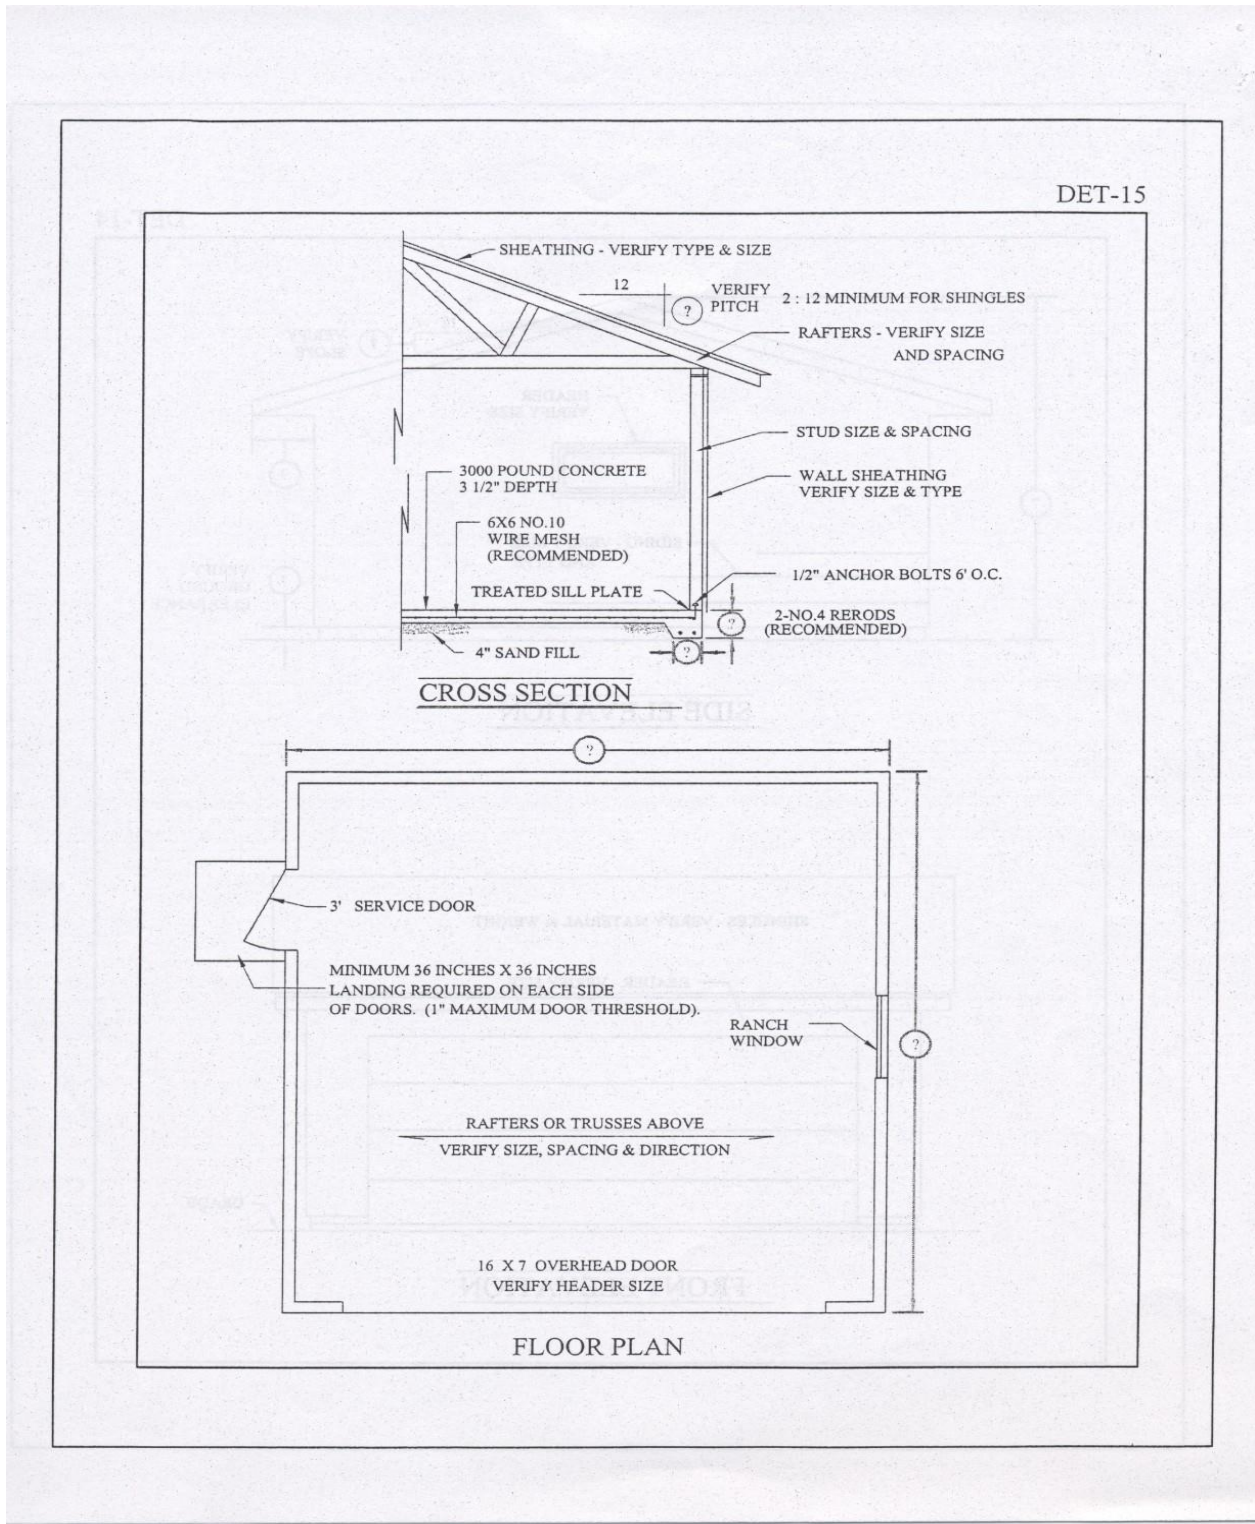 DET-15
SHEATHING - VERIFY TYPE & SIZE
12
?
VERIFY
PITCH
2 : 12 MINIMUM FOR SHINGLES
RAFTERS - VERIFY SIZE
AND SPACING
STUD SIZE & SPACING
WALL SHEATHING
VERIFY SIZE & TYPE
3000 POUND CONCRETE
3 1/2" DEPTH
6X6 NO.10
WIRE MESH
(RECOMMENDED)
1/2" ANCHOR BOLTS 6' O.C.
TREATED SILL PLATE
?
2-NO.4 RERODS
(RECOMMENDED)
4" SAND FILL
?
CROSS SECTION
?
3' SERVICE DOOR
MINIMUM 36 INCHES X 36 INCHES
LANDING REQUIRED ON EACH SIDE
OF DOORS. (1" MAXIMUM DOOR THRESHOLD).
RANCH
WINDOW
?
RAFTERS OR TRUSSES ABOVE
VERIFY SIZE, SPACING & DIRECTION
16 X 7 OVERHEAD DOOR
VERIFY HEADER SIZE
FLOOR PLAN